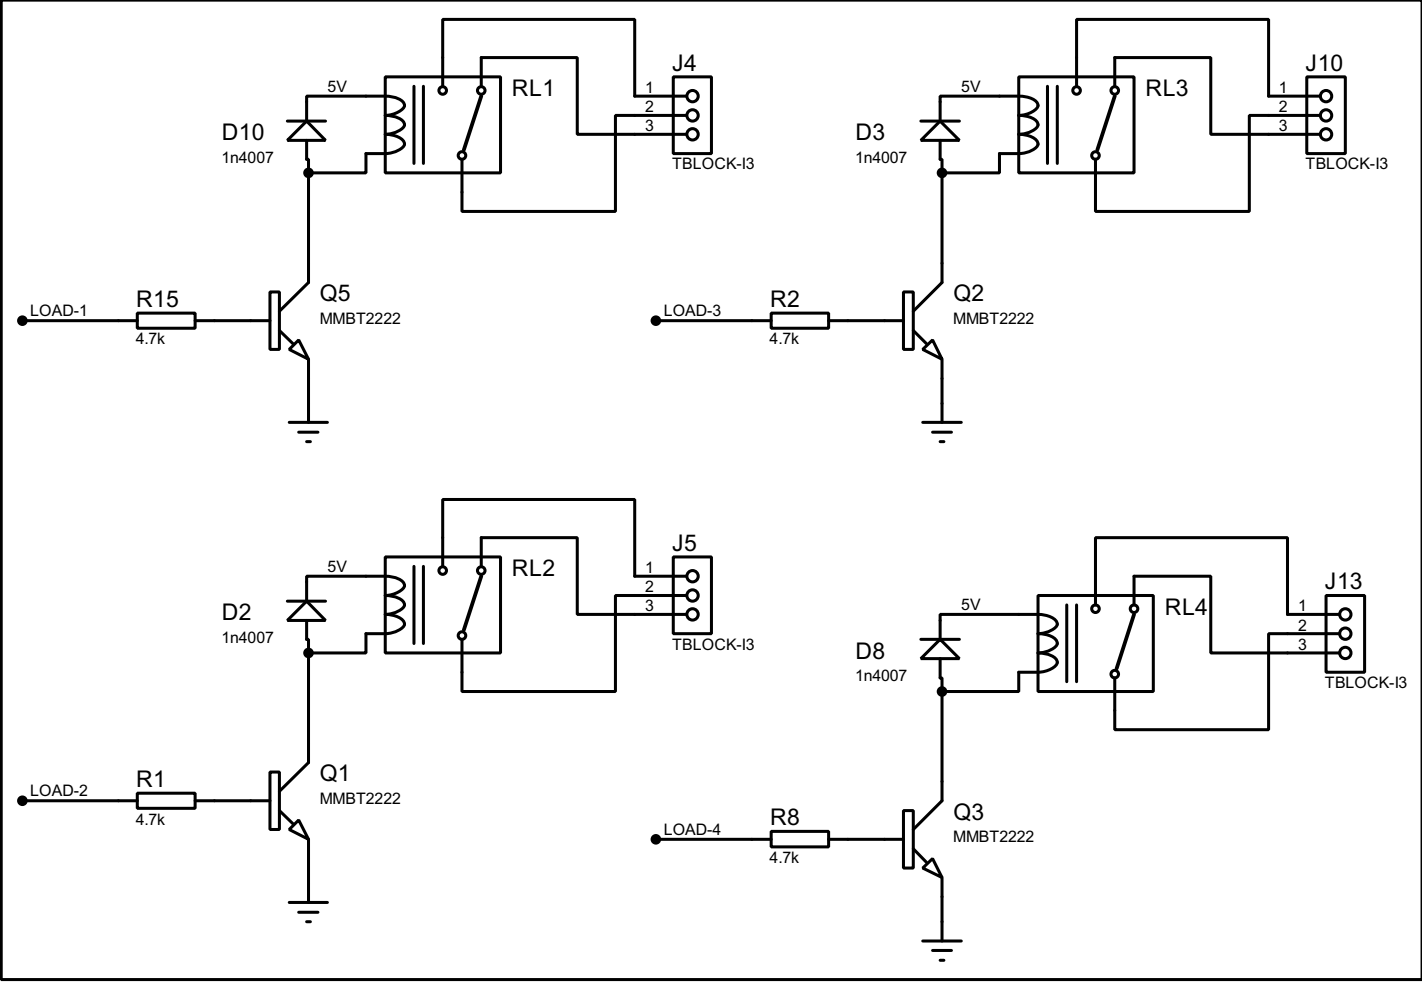 J4
5V
RL1
1
2
3
D10
1n4007
TBLOCK-I3
LOAD-1
R15
4.7k
Q5
MMBT2222
J10
5V
RL3
1
2
3
D3
1n4007
TBLOCK-I3
LOAD-3
R2
4.7k
Q2
MMBT2222
J5
5V
RL2
1
2
3
D2
1n4007
TBLOCK-I3
LOAD-2
R1
4.7k
Q1
MMBT2222
J13
5V
RL4
1
2
3
D8
1n4007
TBLOCK-I3
LOAD-4
R8
4.7k
Q3
MMBT2222